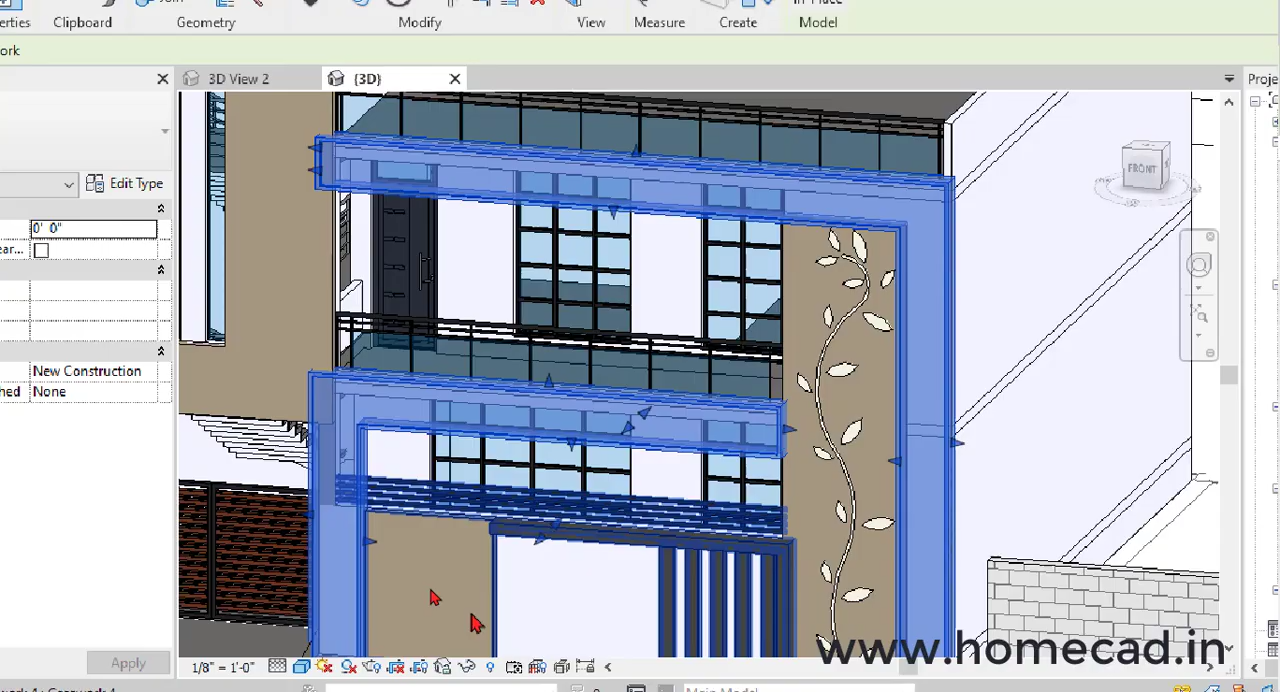 Clipboard
Geometry
Modify
View
Measure
Create
Model
3D View 2
{3D}
Edit Type
FRONT
0' 0"
New Construction
None
Apply
1/8" = 1'-0"
www.homecad.in